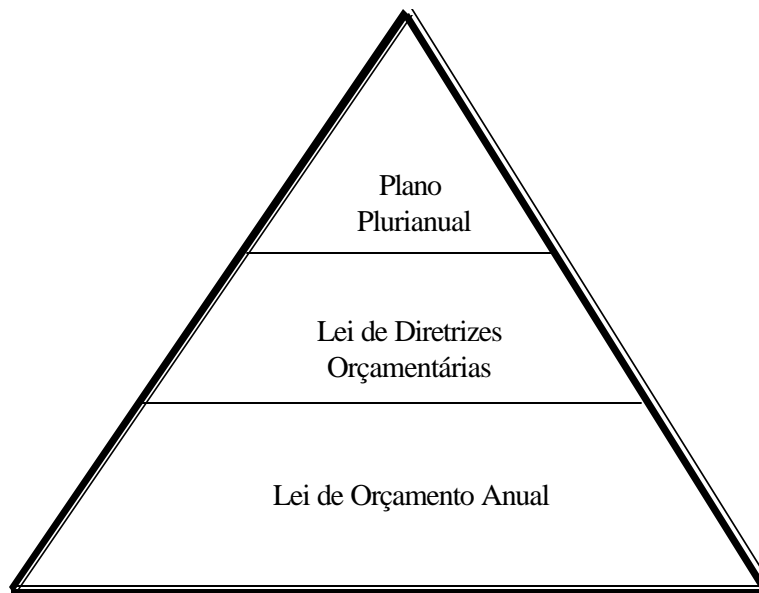 Plano
Plurianual
Lei de Diretrizes
Orçamentárias
Lei de Orçamento Anual